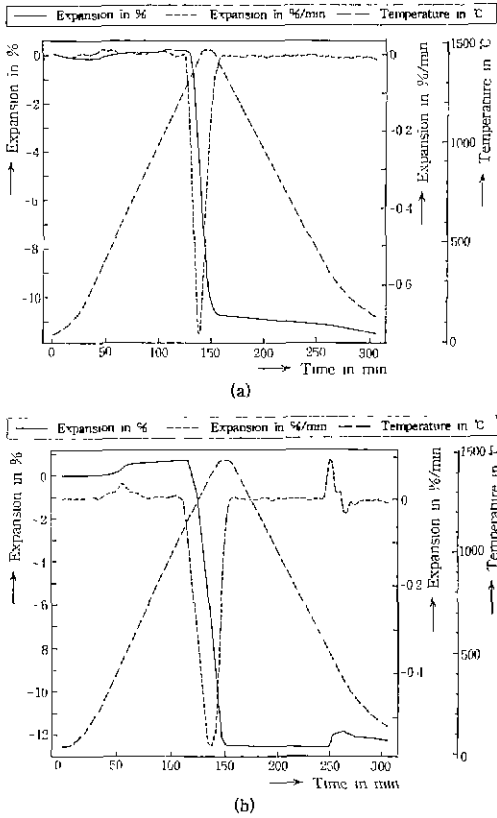 Expansion in % Expansion in %/min Temperature in ℃
Expansion in %
0
-2
-4
-6
-8
-10
0
-0.2
-0.4
-0.6
Expansion in %/min
1500
1000
500
0
Temperature in ℃
0 50 100 150 200 250 300
Time in min
(a)
Expansion in % Expansion in %/min Temperature in ℃
Expansion in %
0
-2
-4
-6
-8
-10
-12
0
-0.2
-0.4
Expansion in %/min
1500
1000
500
0
Temperature in
0 50 100 150 200 250 300
Time in min
(b)